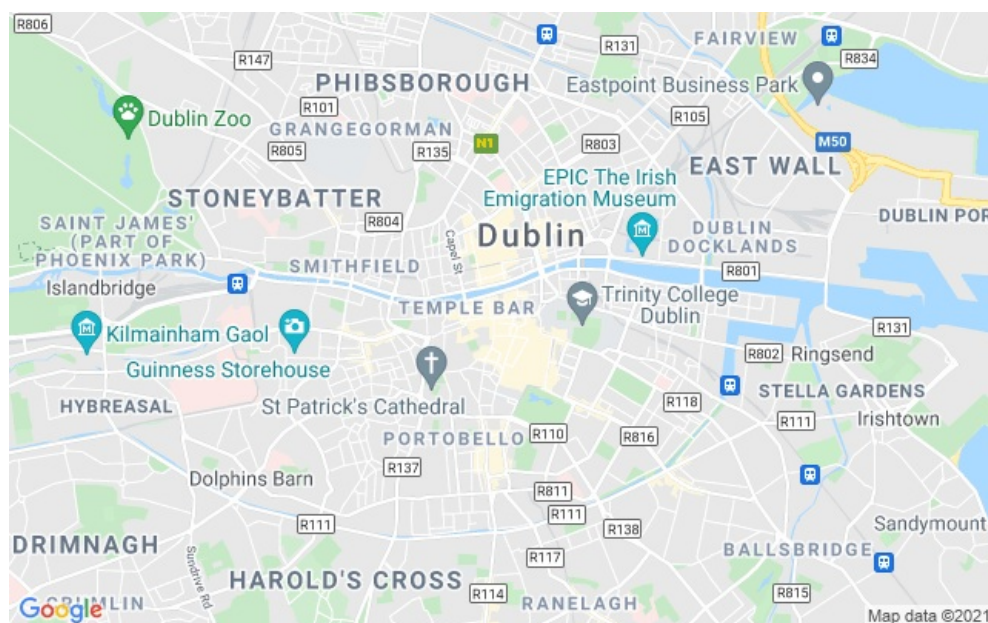 R806
R131
FAIRVIEW
R147
R834
PHIBSBOROUGH
Eastpoint Business Park
R101
Dublin Zoo
R105
GRANGEGORMAN
N1
R805
R135
R803
M50
EAST WALL
EPIC The Irish
Emigration Museum
STONEYBATTER
R804
SAINT JAMES'
(PART OF
PHOENIX PARK)
Capel St
Dublin
DUBLIN
DOCKLANDS
DUBLIN POR
SMITHFIELD
R801
Islandbridge
TEMPLE BAR
Trinity College
Dublin
Kilmainham Gaol
R131
Guinness Storehouse
R802
Ringsend
St Patrick's Cathedral
STELLA GARDENS
HYBREASAL
R118
R111
Irishtown
PORTOBELLO
R110
R816
R137
Dolphins Barn
R811
R111
R111
R138
Sandymount
DRIMNAGH
R117
BALLSBRIDGE
Sundrive Rd
HAROLD'S CROSS
R114
RANELAGH
R815
Google
CRUMLIN
Map data ©2021